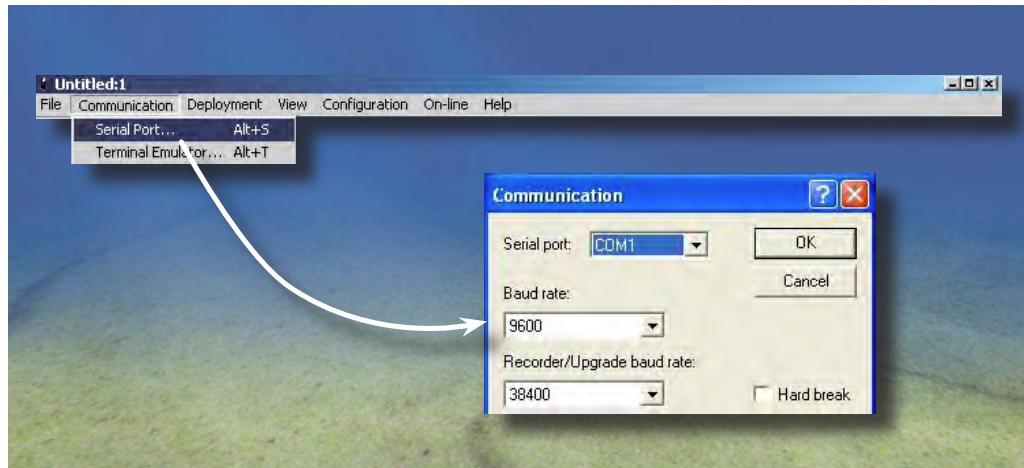 Untitled:1
File Communication Deployment View Configuration On-line Help
Serial Port... Alt+S
Terminal Emulator... Alt+T
Communication
Serial port: COM1 OK
Cancel
Baud rate:
9600
Recorder/Upgrade baud rate:
38400 Hard break